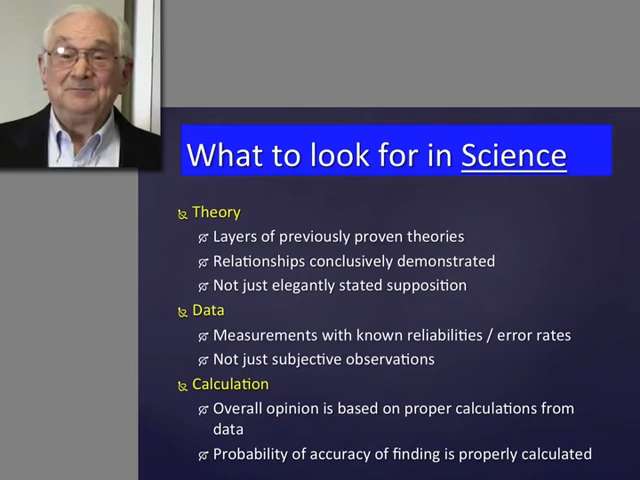 What to look for in Science
Theory
Layers of previously proven theories
Relationships conclusively demonstrated
Not just elegantly stated supposition
Data
Measurements with known reliabilities / error rates
Not just subjective observations
Calculation
Overall opinion is based on proper calculations from
data
Probability of accuracy of finding is properly calculated